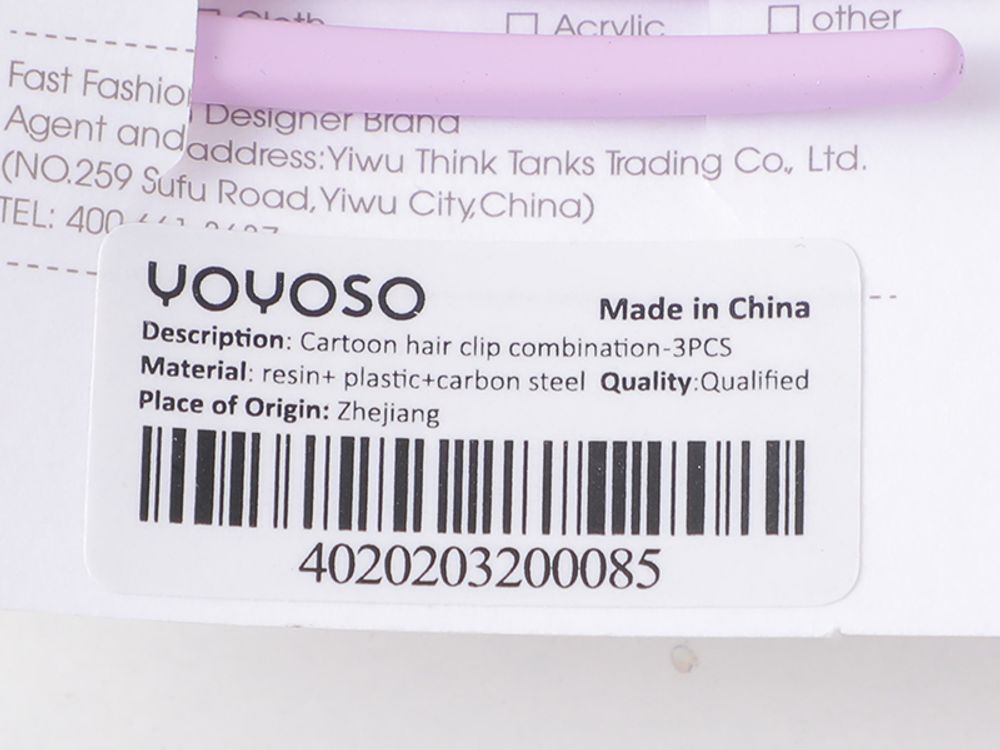 Cloth Acrylic other
Fast Fashion Designer Brand
Agent and address: Yiwu Think Tanks Trading Co., Ltd.
(NO.259 Sufu Road, Yiwu City, China)
TEL: 400
YOYOSO
Made in China
Description: Cartoon hair clip combination-3PCS
Material: resin+ plastic+carbon steel Quality:Qualified
Place of Origin: Zhejiang
4020203200085